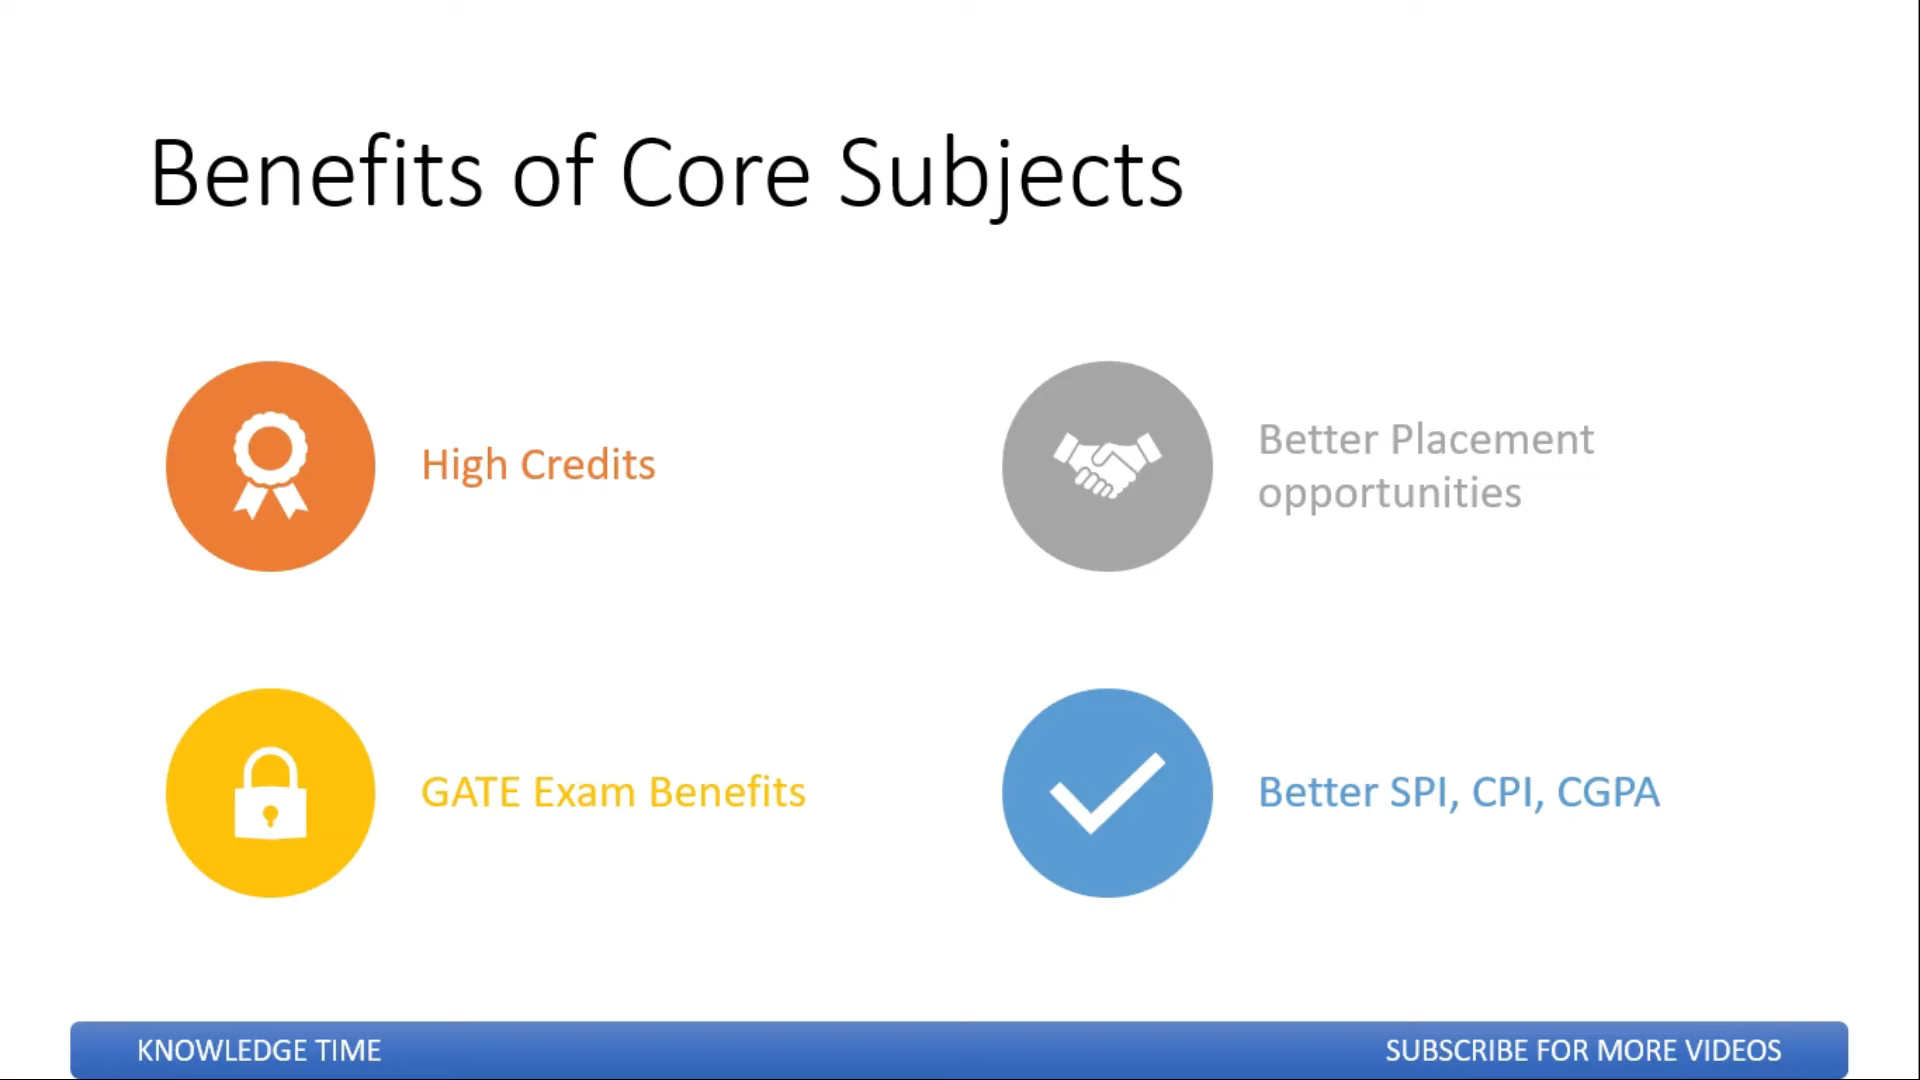 Benefits of Core Subjects
High Credits
Better Placement
opportunities
GATE Exam Benefits
Better SPI, CPI, CGPA
KNOWLEDGE TIME
SUBSCRIBE FOR MORE VIDEOS